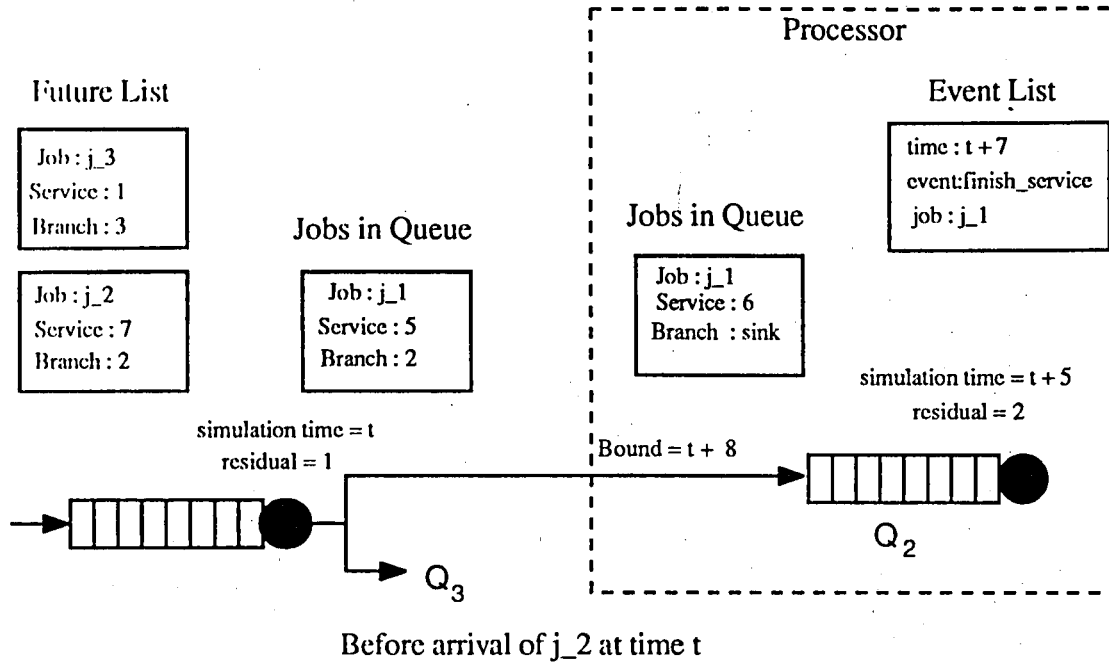 Processor
Future List
Event List
Job : j_3
Service : 1
Branch : 3
time : t + 7
event:finish_service
job : j_1
Jobs in Queue
Jobs in Queue
Job : j_2
Service : 7
Branch : 2
Job : j_1
Service : 5
Branch : 2
Job : j_1
Service : 6
Branch : sink
simulation time = t + 5
residual = 2
simulation time = t
residual = 1
Bound = t + 8
Q2
Q3
Before arrival of j_2 at time t